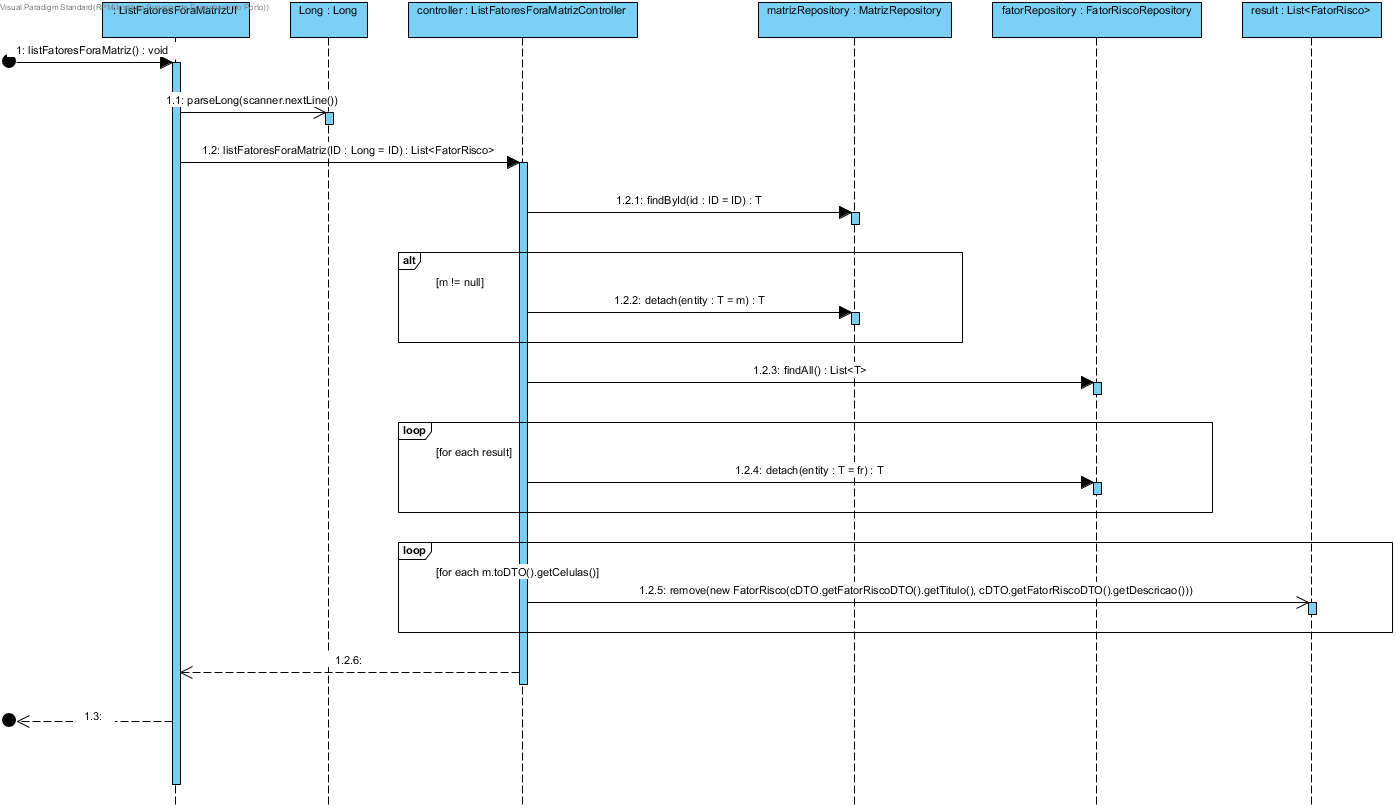 Visual Paradigm Standard(
Porto))
: ListFatoresForaMatrizUI
Long : Long
controller : ListFatoresForaMatrizController
matrizRepository : MatrizRepository
fatorRepository : FatorRiscoRepository
result : List<FatorRisco>
1: listFatoresForaMatriz() : void
1.1: parseLong(scanner.nextLine())
1.2: listFatoresForaMatriz(ID : Long = ID) : List<FatorRisco>
1.2.1: findById(id : ID = ID) : T
alt
[m != null]
1.2.2: detach(entity : T = m) : T
1.2.3: findAll() : List<T>
loop
[for each result]
1.2.4: detach(entity : T = fr) : T
loop
[for each m.toDTO().getCelulas()]
1.2.5: remove(new FatorRisco(cDTO.getFatorRiscoDTO().getTitulo(), cDTO.getFatorRiscoDTO().getDescricao()))
1.2.6:
1.3: